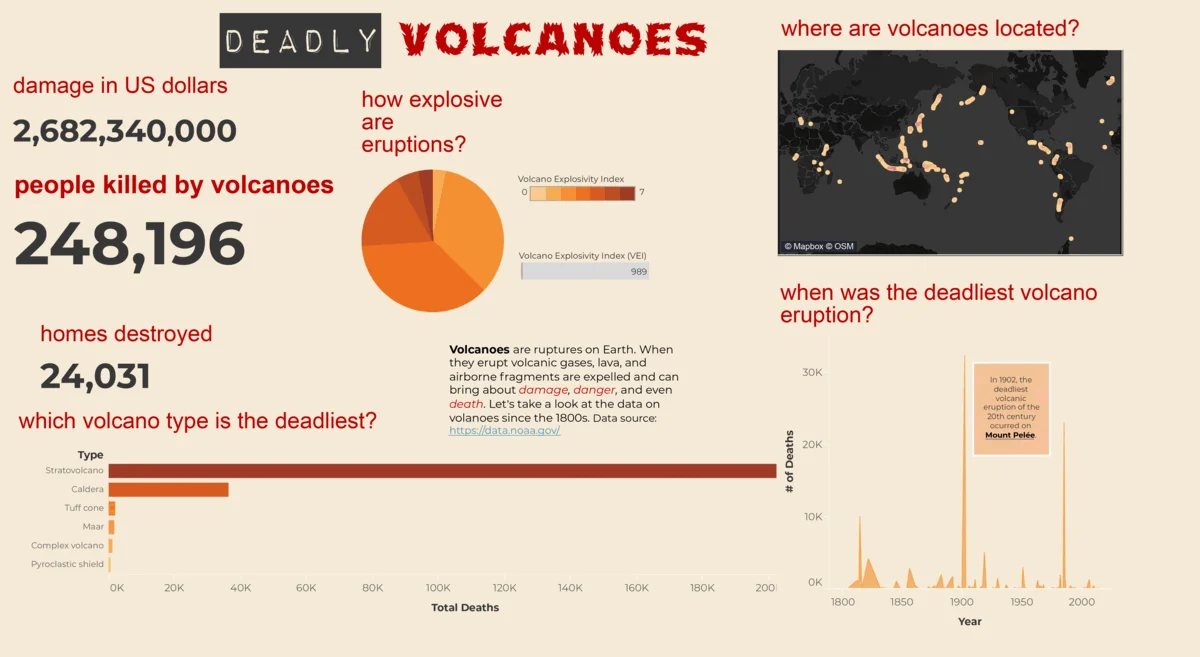 DEADLY VOLCANOES
damage in US dollars
2,682,340,000
people killed by volcanoes
248,196
homes destroyed
24,031
how explosive
are
eruptions?
Volcano Explosivity Index
0 7
Volcano Explosivity Index (VEI)
989
Volcanoes are ruptures on Earth. When
they erupt volcanic gases, lava, and
airborne fragments are expelled and can
bring about damage, danger, and even
death. Let's take a look at the data on
volanoes since the 1800s. Data source:
https://data.noaa.gov/
which volcano type is the deadliest?
Type
Stratovolcano
Caldera
Tuff cone
Maar
Complex volcano
Pyroclastic shield
0K 20K 40K 60K 80K 100K 120K 140K 160K 180K 200
Total Deaths
where are volcanoes located?
© Mapbox © OSM
when was the deadliest volcano
eruption?
30K
20K
10K
0K
# of Deaths
In 1902, the
deadliest
volcanic
eruption of the
20th century
ocurred on
Mount Pelée.
1800 1850 1900 1950 2000
Year